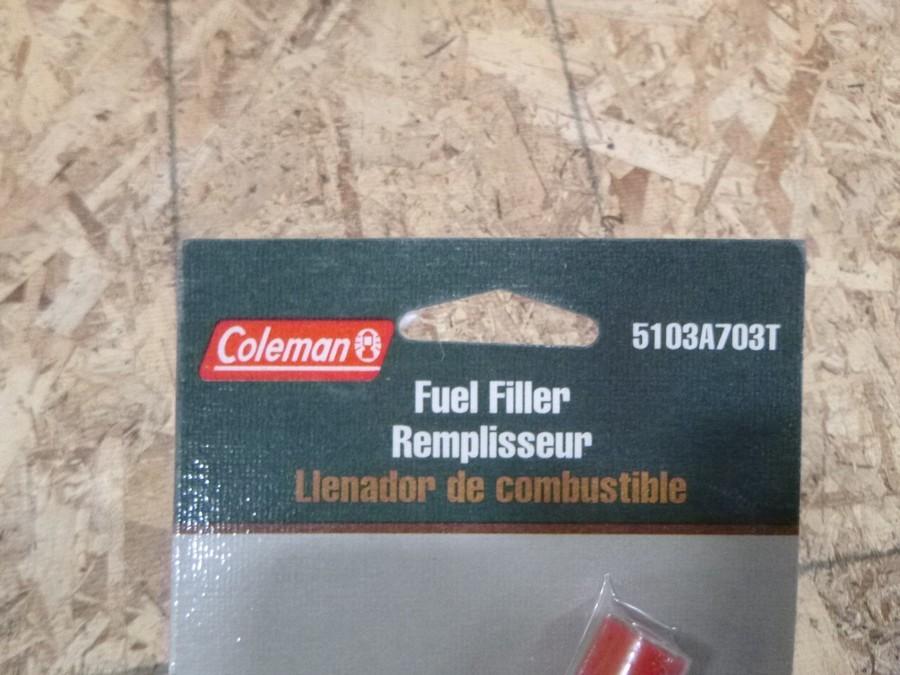 Coleman
5103A703T
Fuel Filler
Remplisseur
Llenador de combustible